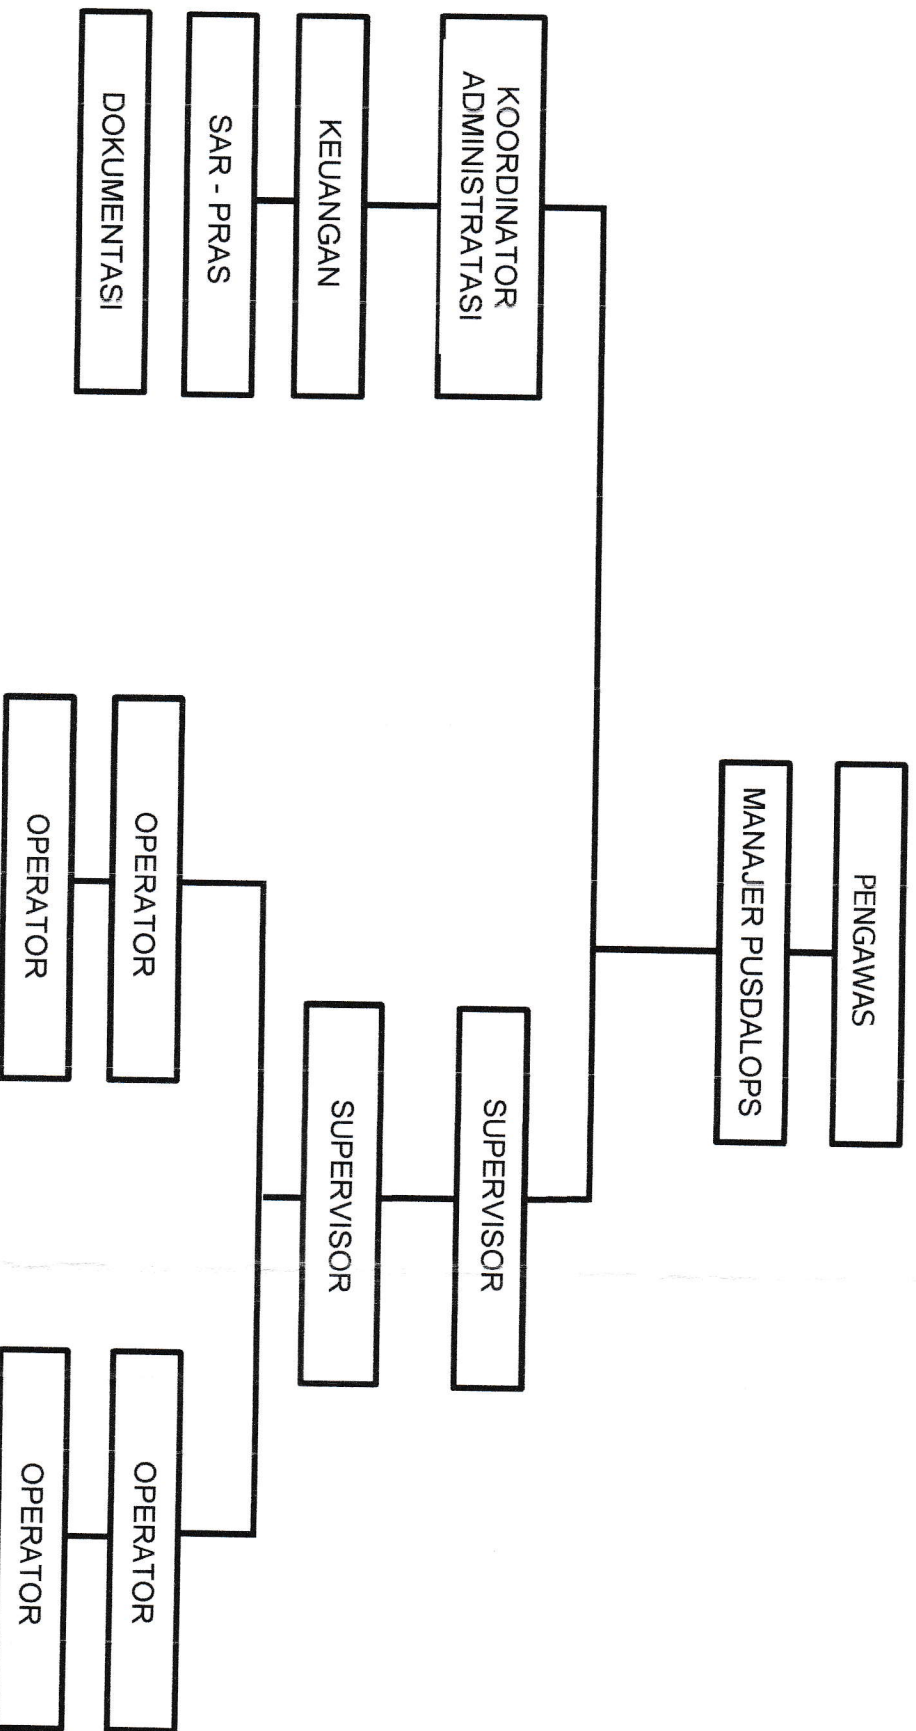 PENGAWAS
MANAJER PUSDALOPS
KOORDINATOR
ADMINISTRATASI
KEUANGAN
SAR - PRAS
DOKUMENTASI
SUPERVISOR
SUPERVISOR
OPERATOR
OPERATOR
OPERATOR
OPERATOR